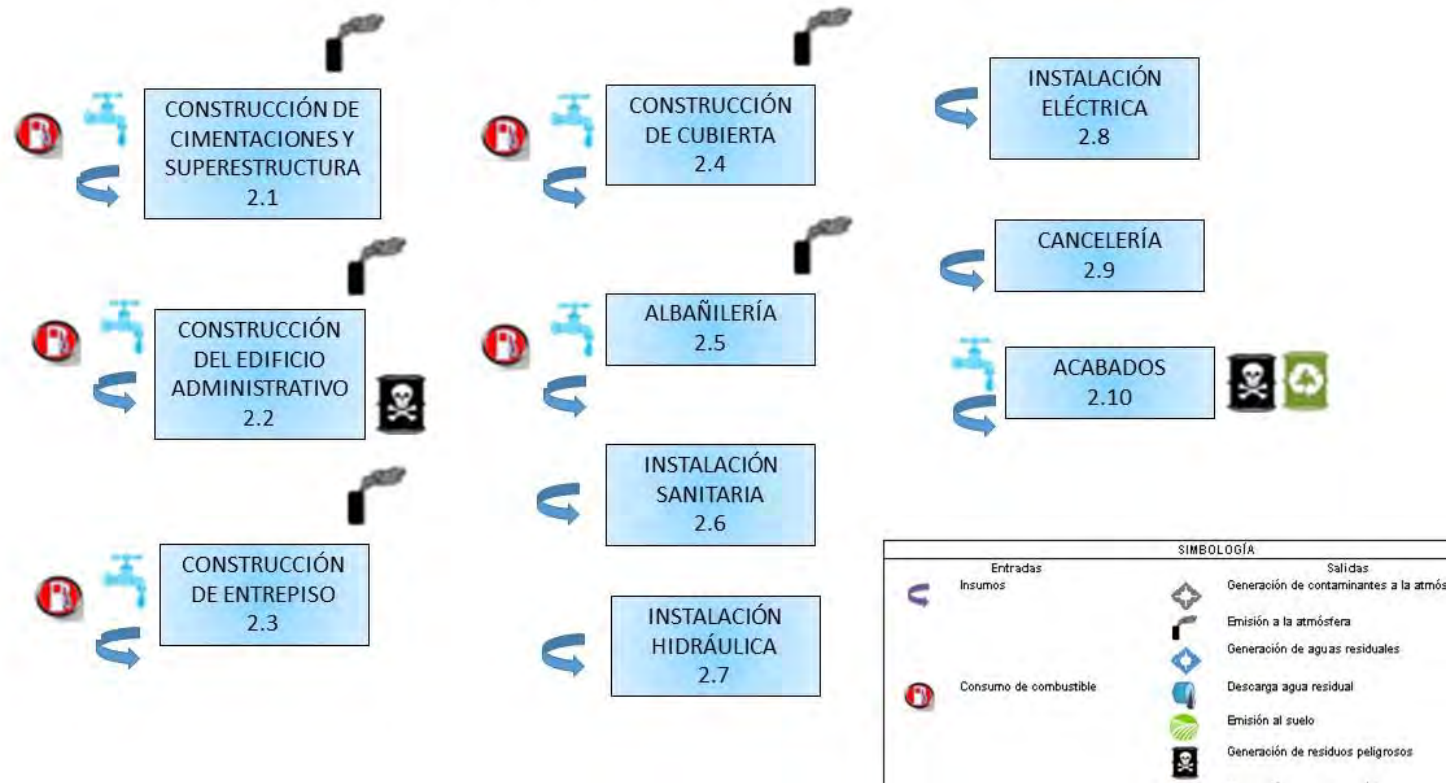 CONSTRUCCIÓN DE
CIMENTACIONES Y
SUPERESTRUCTURA
2.1
CONSTRUCCIÓN
DEL EDIFICIO
ADMINISTRATIVO
2.2
CONSTRUCCIÓN
DE ENTREPISO
2.3
CONSTRUCCIÓN
DE CUBIERTA
2.4
ALBAÑILERÍA
2.5
INSTALACIÓN
SANITARIA
2.6
INSTALACIÓN
HIDRÁULICA
2.7
INSTALACIÓN
ELÉCTRICA
2.8
CANCELERÍA
2.9
ACABADOS
2.10
SIMBOLOGÍA
Entradas
Salidas
Insumos
Generación de contaminantes a la atmós
Emisión a la atmósfera
Generación de aguas residuales
Consumo de combustible
Descarga agua residual
Emisión al suelo
Generación de residuos peligrosos